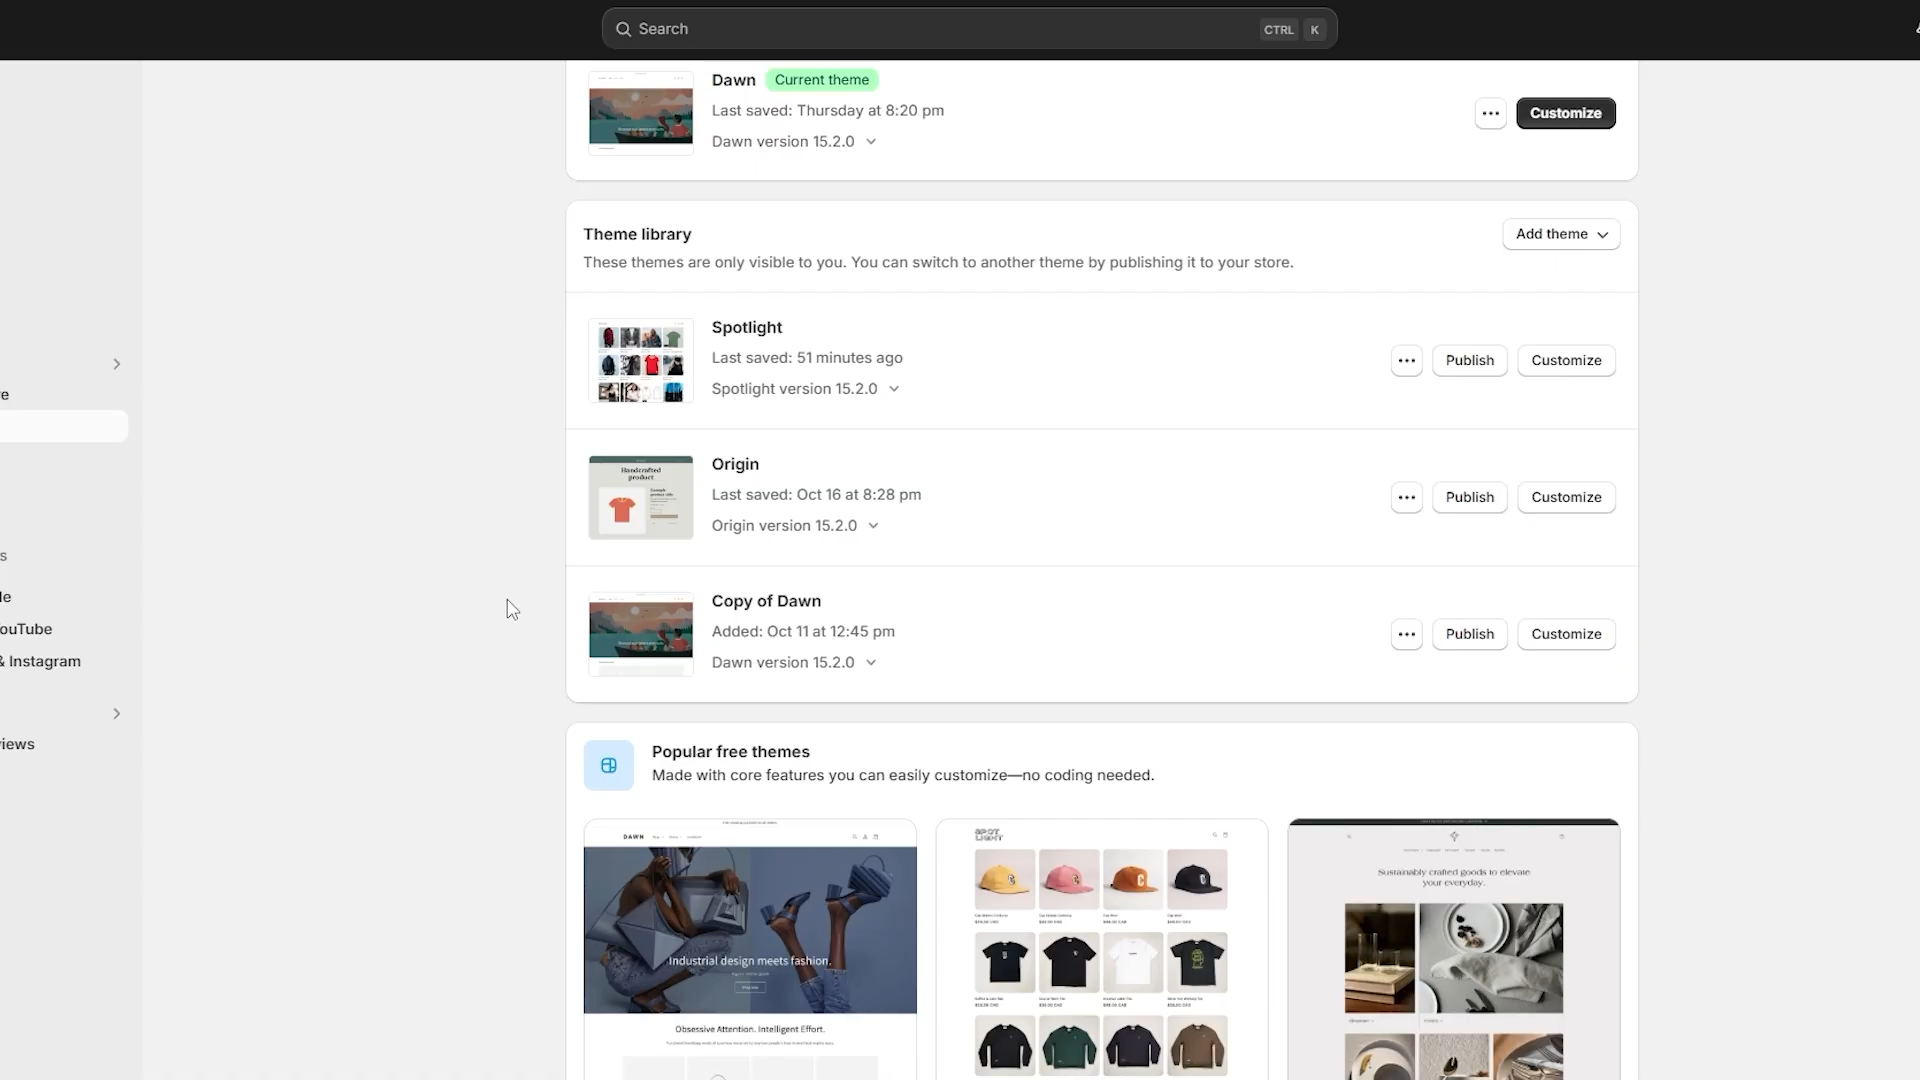 Search
CTRL K
Dawn Current theme
Last saved: Thursday at 8:20 pm
Dawn version 15.2.0
... Customize
Theme library
Add theme
These themes are only visible to you. You can switch to another theme by publishing it to your store.
Spotlight
Last saved: 51 minutes ago
Spotlight version 15.2.0
... Publish Customize
Origin
Last saved: Oct 16 at 8:28 pm
Origin version 15.2.0
... Publish Customize
Copy of Dawn
Added: Oct 11 at 12:45 pm
Dawn version 15.2.0
... Publish Customize
Handcrafted
product
e
s
le
ouTube
& Instagram
iews
Popular free themes
Made with core features you can easily customize—no coding needed.
DAWN
Industrial design meets fashion.
Obsessive Attention. Intelligent Effort.
SPOT
LIGHT
Sustainably crafted goods to elevate
your everyday.